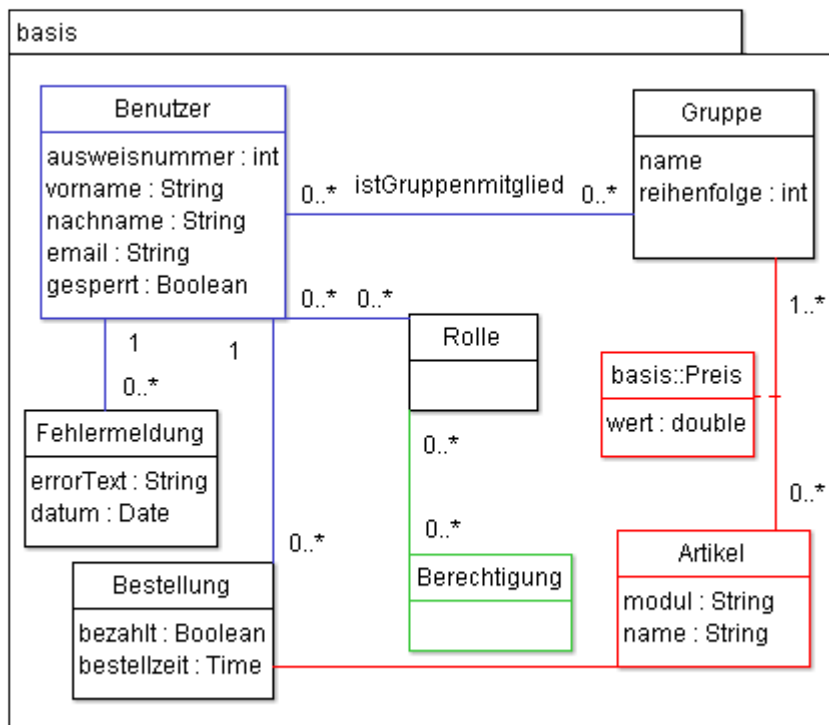 basis
Benutzer
ausweisnummer : int
vorname : String
nachname : String
email : String
gesperrt : Boolean
0..* istGruppenmitglied 0..*
Gruppe
name
reihenfolge : int
0..* 0..*
1
1
0..*
Rolle
1..*
basis::Preis
wert : double
Fehlermeldung
errorText : String
datum : Date
0..*
0..*
0..*
0..*
Bestellung
bezahlt : Boolean
bestellzeit : Time
Berechtigung
Artikel
modul : String
name : String